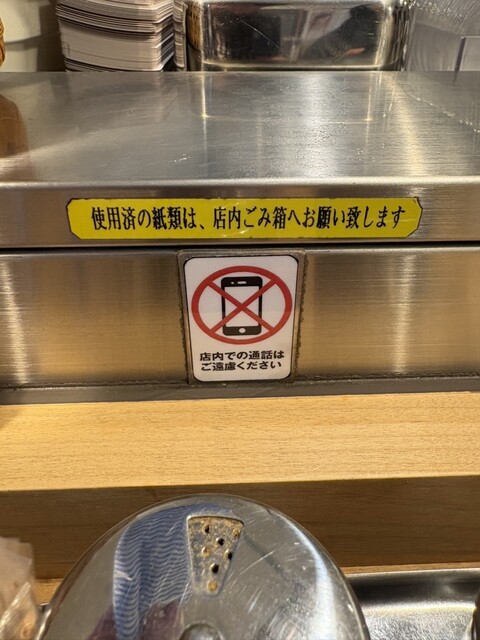 使用済の紙類は、店内ごみ箱へお願い致します
店内での通話は
ご遠慮ください